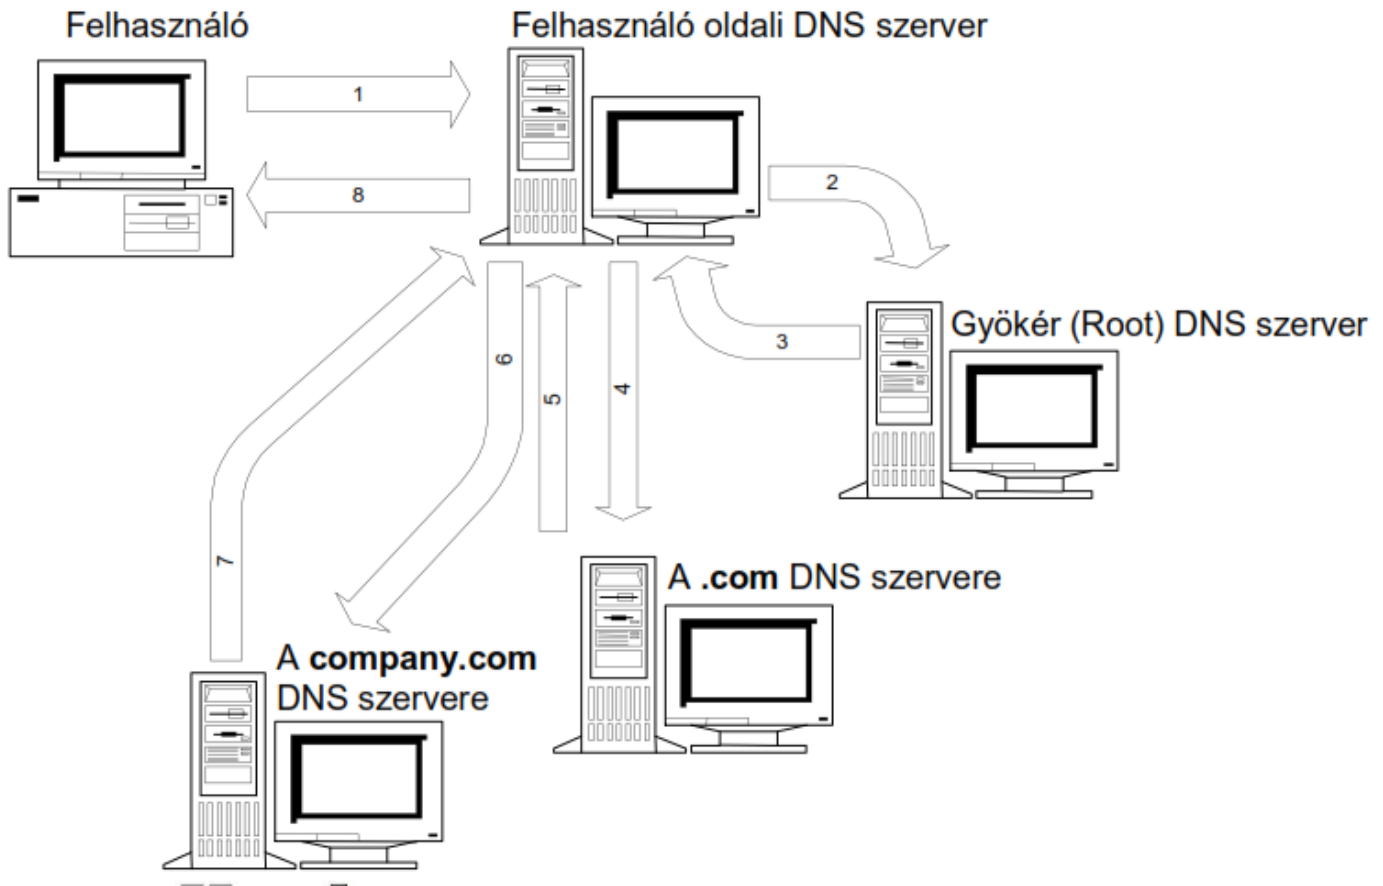 Felhasználó
Felhasználó oldali DNS szerver
1
8
2
Gyökér (Root) DNS szerver
3
6
5
4
7
A .com DNS szervere
A company.com
DNS szervere